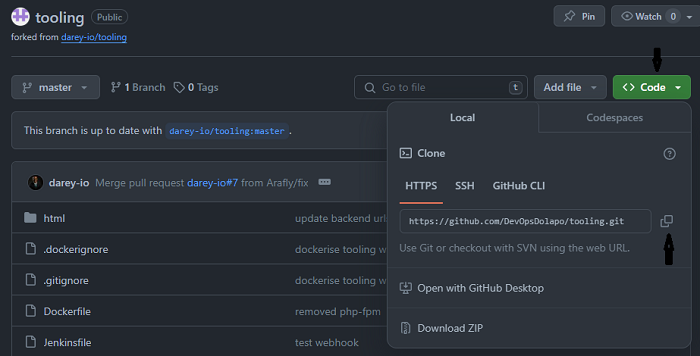 tooling Public
Pin
Watch 0
forked from darey-io/tooling
master
1 Branch
0 Tags
Go to file t
Add file
<> Code
This branch is up to date with darey-io/tooling:master .
Local
Codespaces
Clone
HTTPS SSH GitHub CLI
https://github.com/DevOpsDolapo/tooling.git
Use Git or checkout with SVN using the web URL.
Open with GitHub Desktop
Download ZIP
darey-io Merge pull request darey-io#7 from Arafly/fix
html update backend url
.dockerignore dockerise tooling w
.gitignore dockerise tooling w
Dockerfile removed php-fpm
Jenkinsfile test webhook